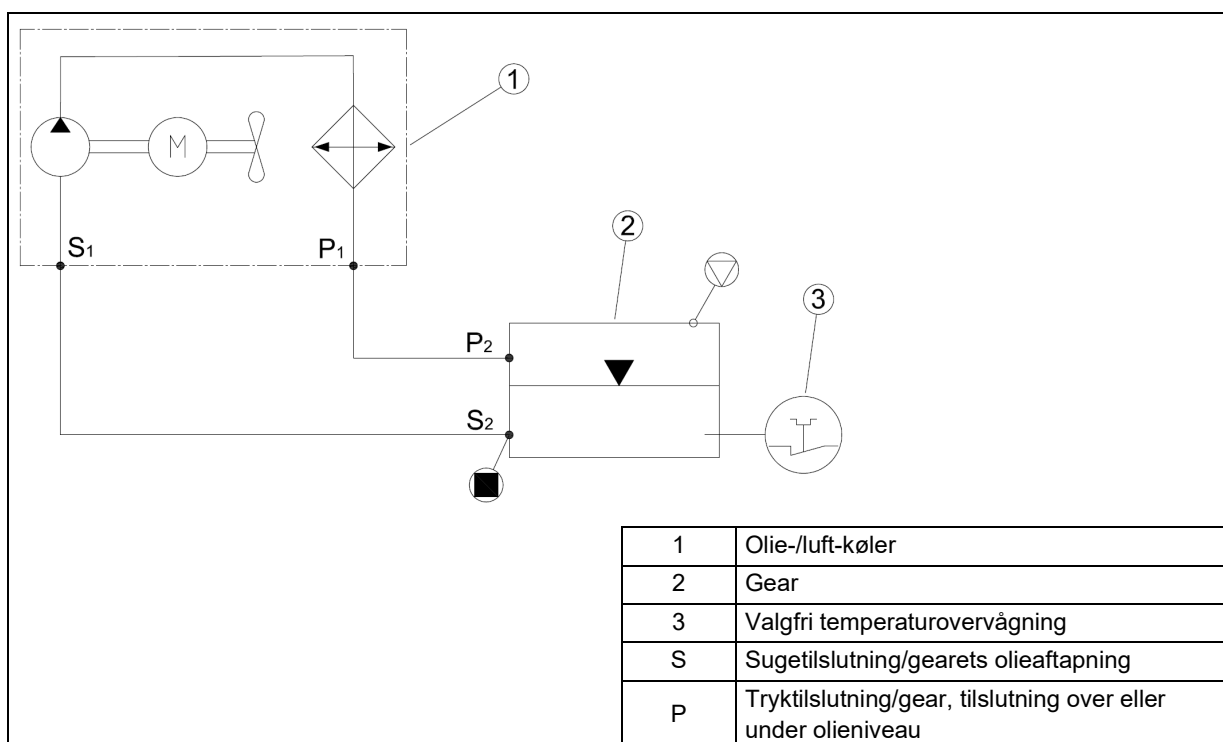 1
M
S1
P1
2
3
P2
S2
1 Olie-/luft-køler
2 Gear
3 Valgfri temperaturovervågning
S Sugetilslutning/gearets olieaftapning
P Tryktilslutning/gear, tilslutning over eller
under olieniveau